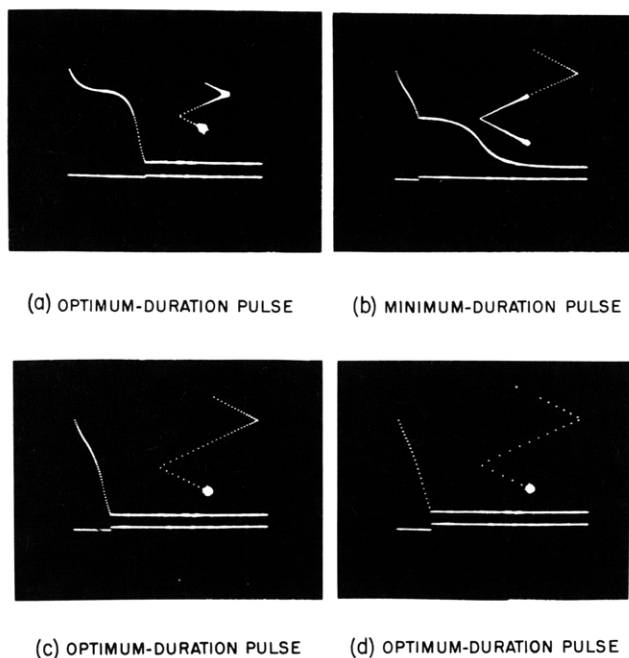 (a) OPTIMUM-DURATION PULSE
(b) MINIMUM-DURATION PULSE
(c) OPTIMUM-DURATION PULSE
(d) OPTIMUM-DURATION PULSE